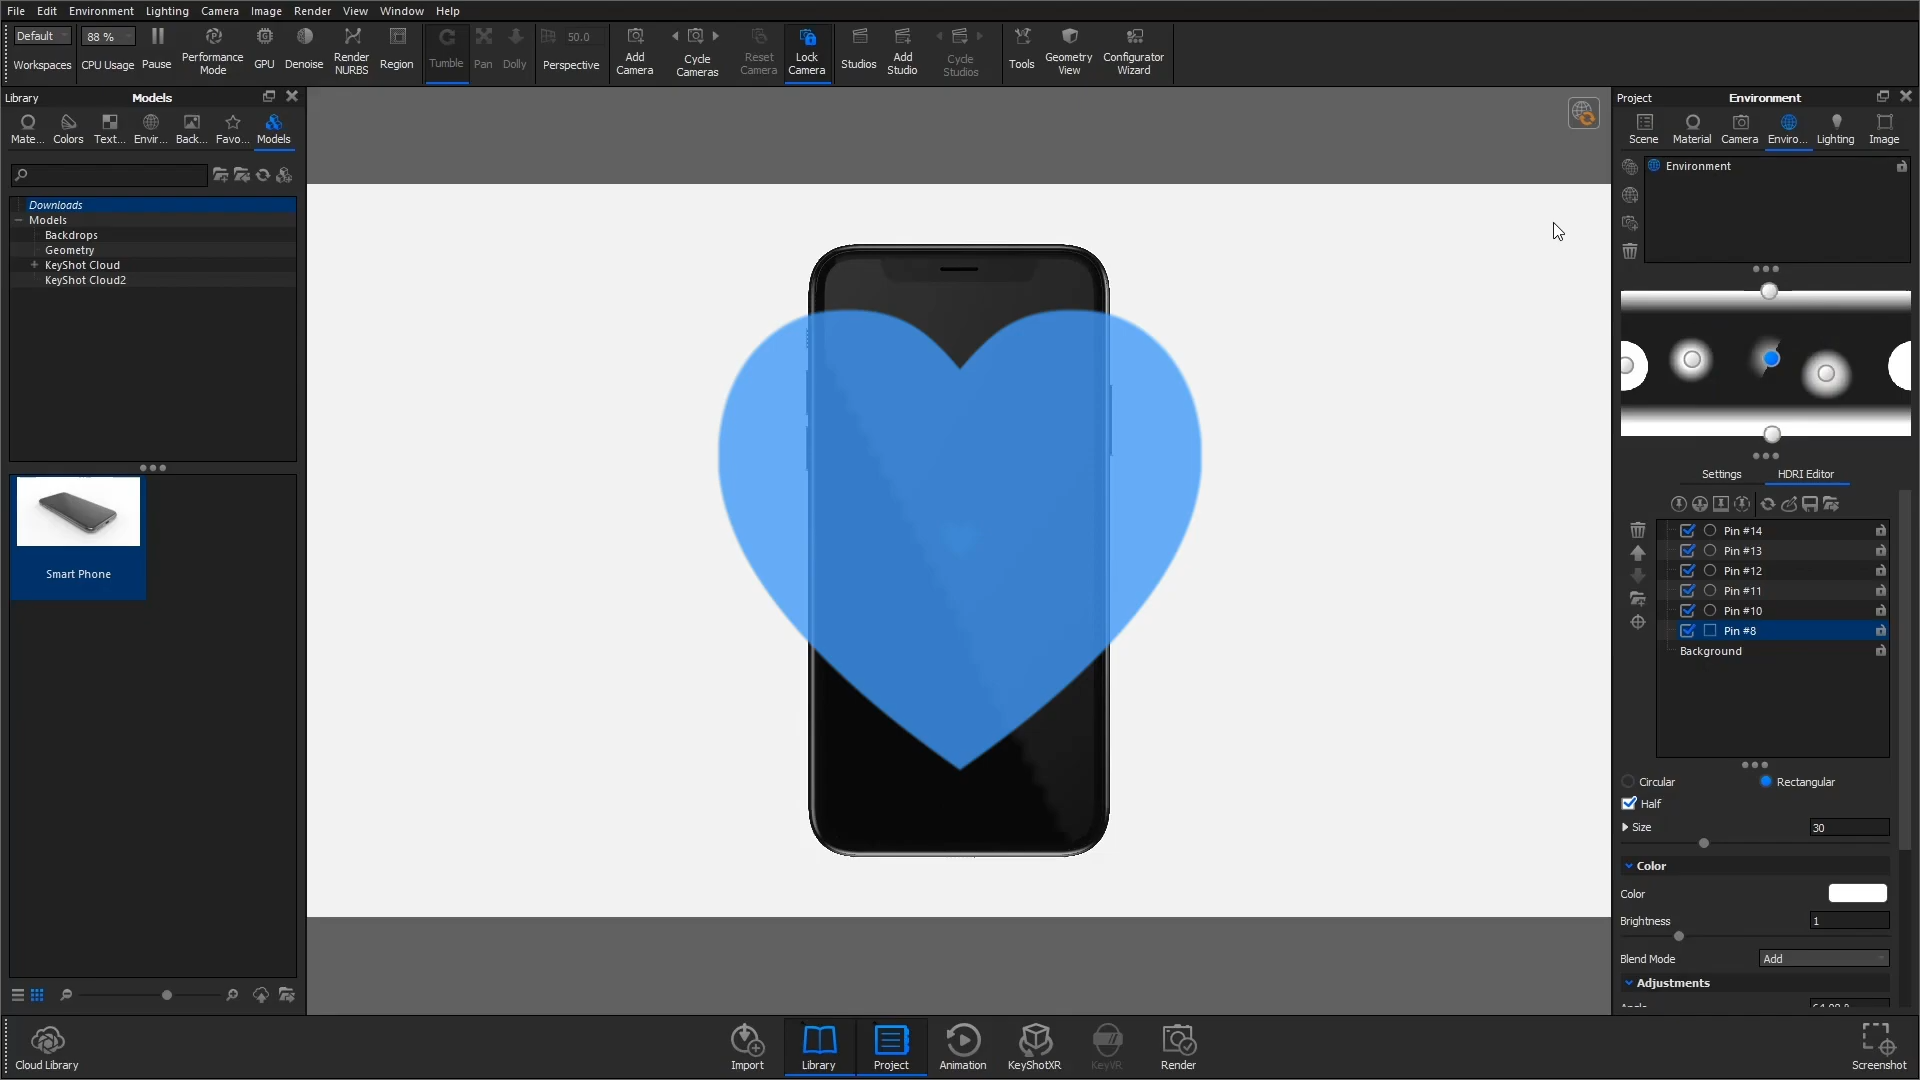 File Edit Environment Lighting Camera Image Render View Window Help
Default
88 %
50.0
Workspaces
CPU Usage
Pause
Performance Mode
GPU
Denoise
Render NURBS
Region
Tumble
Pan
Dolly
Perspective
Add Camera
Cycle Cameras
Reset Camera
Lock Camera
Studios
Add Studio
Cycle Studios
Tools
Geometry View
Configurator Wizard
Library
Models
Mate...
Colors
Text...
Envir...
Back...
Favo...
Models
Downloads
Models
Backdrops
Geometry
KeyShot Cloud
KeyShot Cloud2
Smart Phone
Project
Environment
Scene
Material
Camera
Enviro...
Lighting
Image
Environment
Settings
HDRI Editor
Pin #14
Pin #13
Pin #12
Pin #11
Pin #10
Pin #8
Background
Circular
Rectangular
Half
Size
30
Color
Color
Brightness
1
Blend Mode
Add
Adjustments
Cloud Library
Import
Library
Project
Animation
KeyShotXR
KeyVR
Render
Screenshot